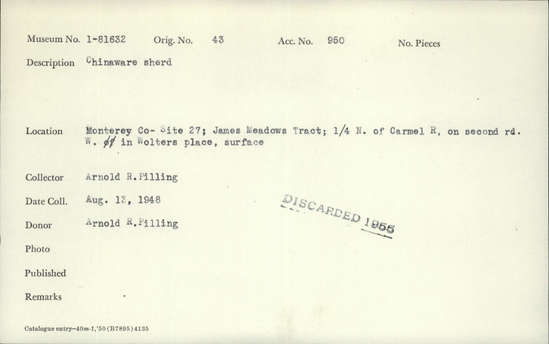 Museum No. 1-81632 Orig. No. 43 Acc. No. 950 No. Pieces
Description Chinaware sherd
Location Monterey Co- Site 27; James Meadows Tract; 1/4 N. of Carmel R, on second rd.
W. in Wolters place, surface
Collector Arnold R.Pilling
Date Coll. Aug. 13, 1948
DISCARDED 1955
Donor Arnold R.Pilling
Photo
Published
Remarks
Catalogue entry—40m-1,'50 (B7895) 4135